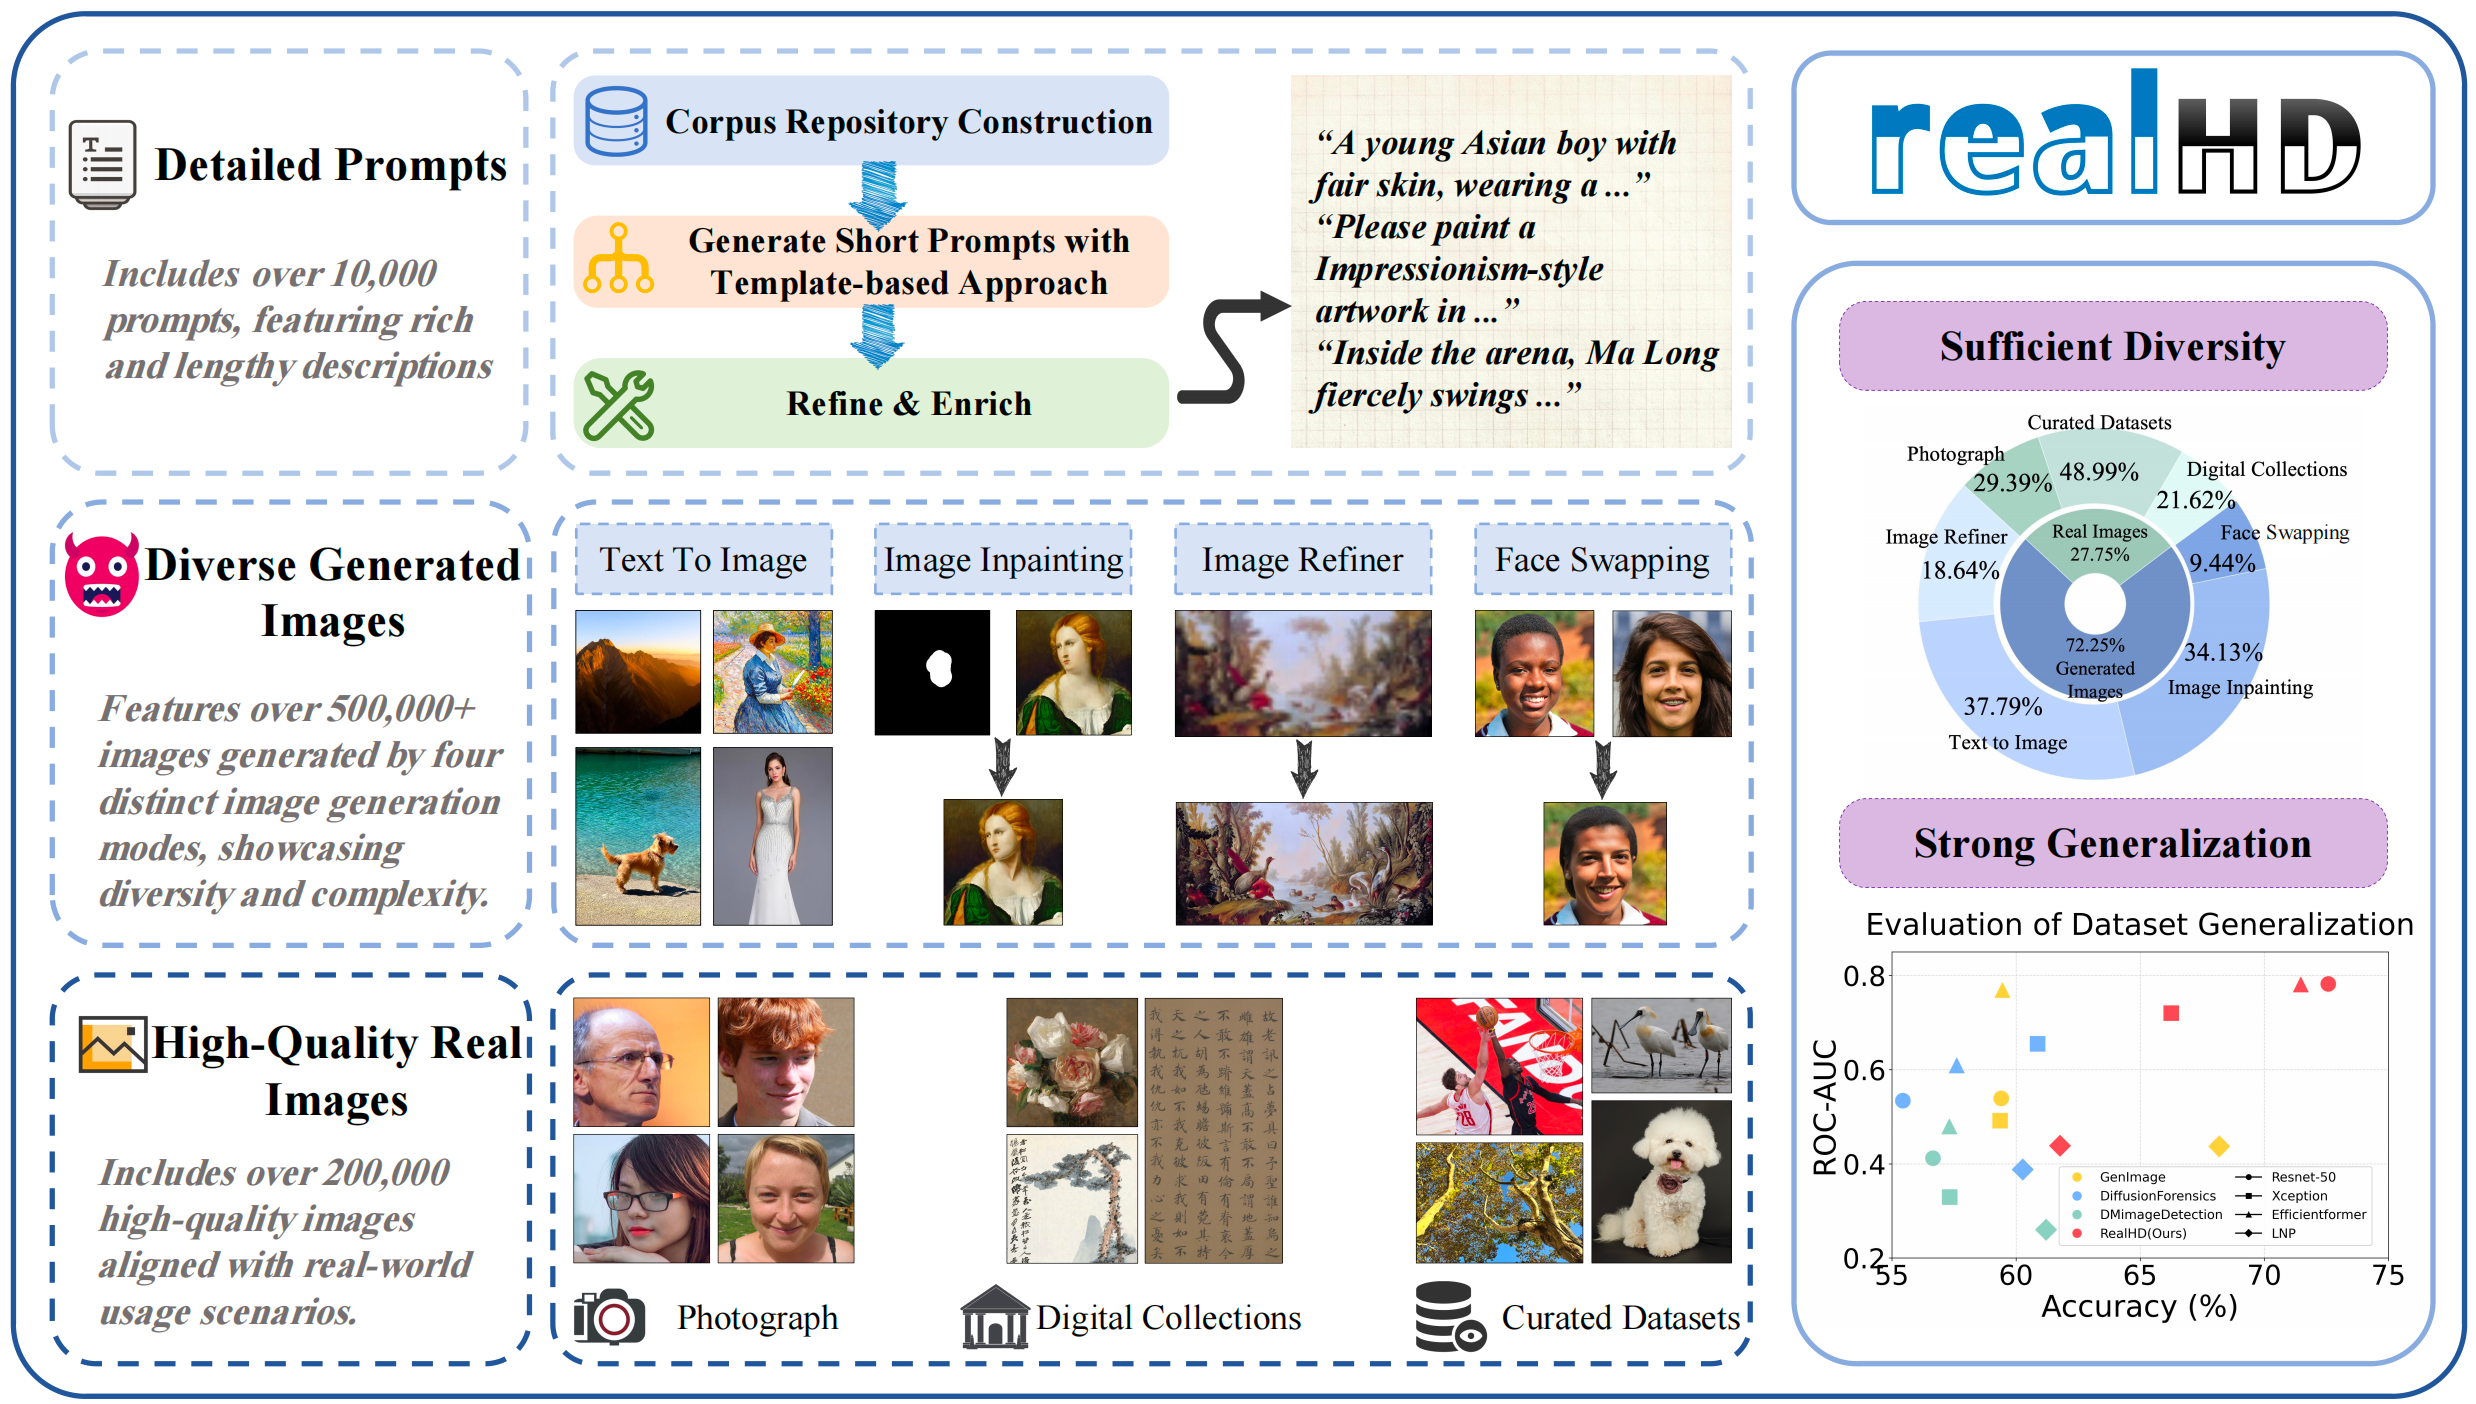 Detailed Prompts
Includes over 10,000
prompts, featuring rich
and lengthy descriptions
Corpus Repository Construction
Generate Short Prompts with
Template-based Approach
Refine & Enrich
“A young Asian boy with
fair skin, wearing a ...”
“Please paint a
Impressionism-style
artwork in ...”
“Inside the arena, Ma Long
fiercely swings ...”
realHD
Diverse Generated
Images
Features over 500,000+
images generated by four
distinct image generation
modes, showcasing
diversity and complexity.
Text To Image
Image Inpainting
Image Refiner
Face Swapping
High-Quality Real
Images
Includes over 200,000
high-quality images
aligned with real-world
usage scenarios.
Photograph
Digital Collections
Curated Datasets
Sufficient Diversity
Curated Datasets
48.99%
Photograph
29.39%
Digital Collections
21.62%
Real Images
27.75%
Face Swapping
9.44%
Image Refiner
18.64%
72.25%
Generated
Images
34.13%
Image Inpainting
37.79%
Text to Image
Strong Generalization
Evaluation of Dataset Generalization
ROC-AUC
0.8
0.6
0.4
0.2
55 60 65 70 75
Accuracy (%)
GenImage
DiffusionForensics
DMimageDetection
RealHD(Ours)
Resnet-50
Xception
Efficientformer
LNP